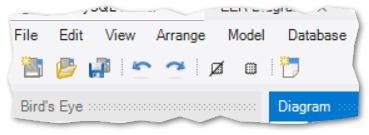 File Edit View Arrange Model Database
Bird's Eye Diagram